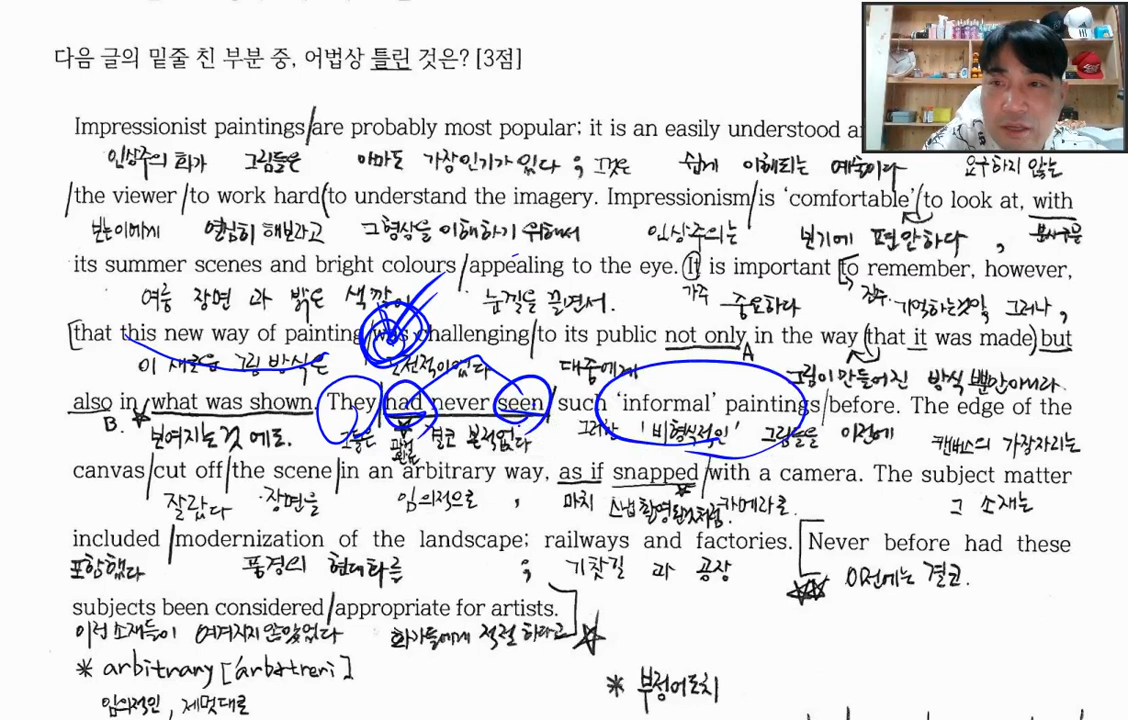 다음 글의 밑줄 친 부분 중, 어법상 틀린 것은? [3점]
Impressionist paintings/are probably most popular; it is an easily understood
인상주의 화가 그림들은 아마도 가장인기가 있다 ; 그것은 쉽게 이해되는 예술이다 요구하지 않는
/the viewer/to work hard(to understand the imagery. Impressionism/is ‘comfortable’(to look at, with
보는이에게 열심히 해보라고 그형상을 이해하기 위해서 인상주의는 보기에 편안하다 , 분사구문
its summer scenes and bright colours/appealing to the eye. It is important [to remember, however,
여름 장면 과 밝은 색깔이 눈길을 끌면서. 가주 중요하다 진주 기억하는것이, 그러나,
[that this new way of painting/was challenging/to its public not only in the way (that it was made) but
이 새로운 그림 방식은 도전적이었다 대중에게 A 그림이 만들어진 방식 뿐만아니라.
also in what was shown. They/had never seen/such ‘informal’ paintings/before. The edge of the
B. 보여지는것 에도. 그들은 과거완료 결코 본적없다 그러한 '비형식적인' 그림들을 이전에 캔버스의 가장자리는
canvas/cut off/the scene/in an arbitrary way, as if snapped/with a camera. The subject matter
잘랐다 장면을 임의적으로 , 마치 스냅촬영된것처럼 카메라로. 그 소재는
included/modernization of the landscape; railways and factories. [Never before had these
포함했다 풍경의 현대화를 ; 기찻길 과 공장 이전에는 결코.
subjects been considered/appropriate for artists.]
이런 소재들이 여겨지지 않았었다 화가들에게 적절하다고
* arbitrary
임의적인, 제멋대로
* 부정어도치